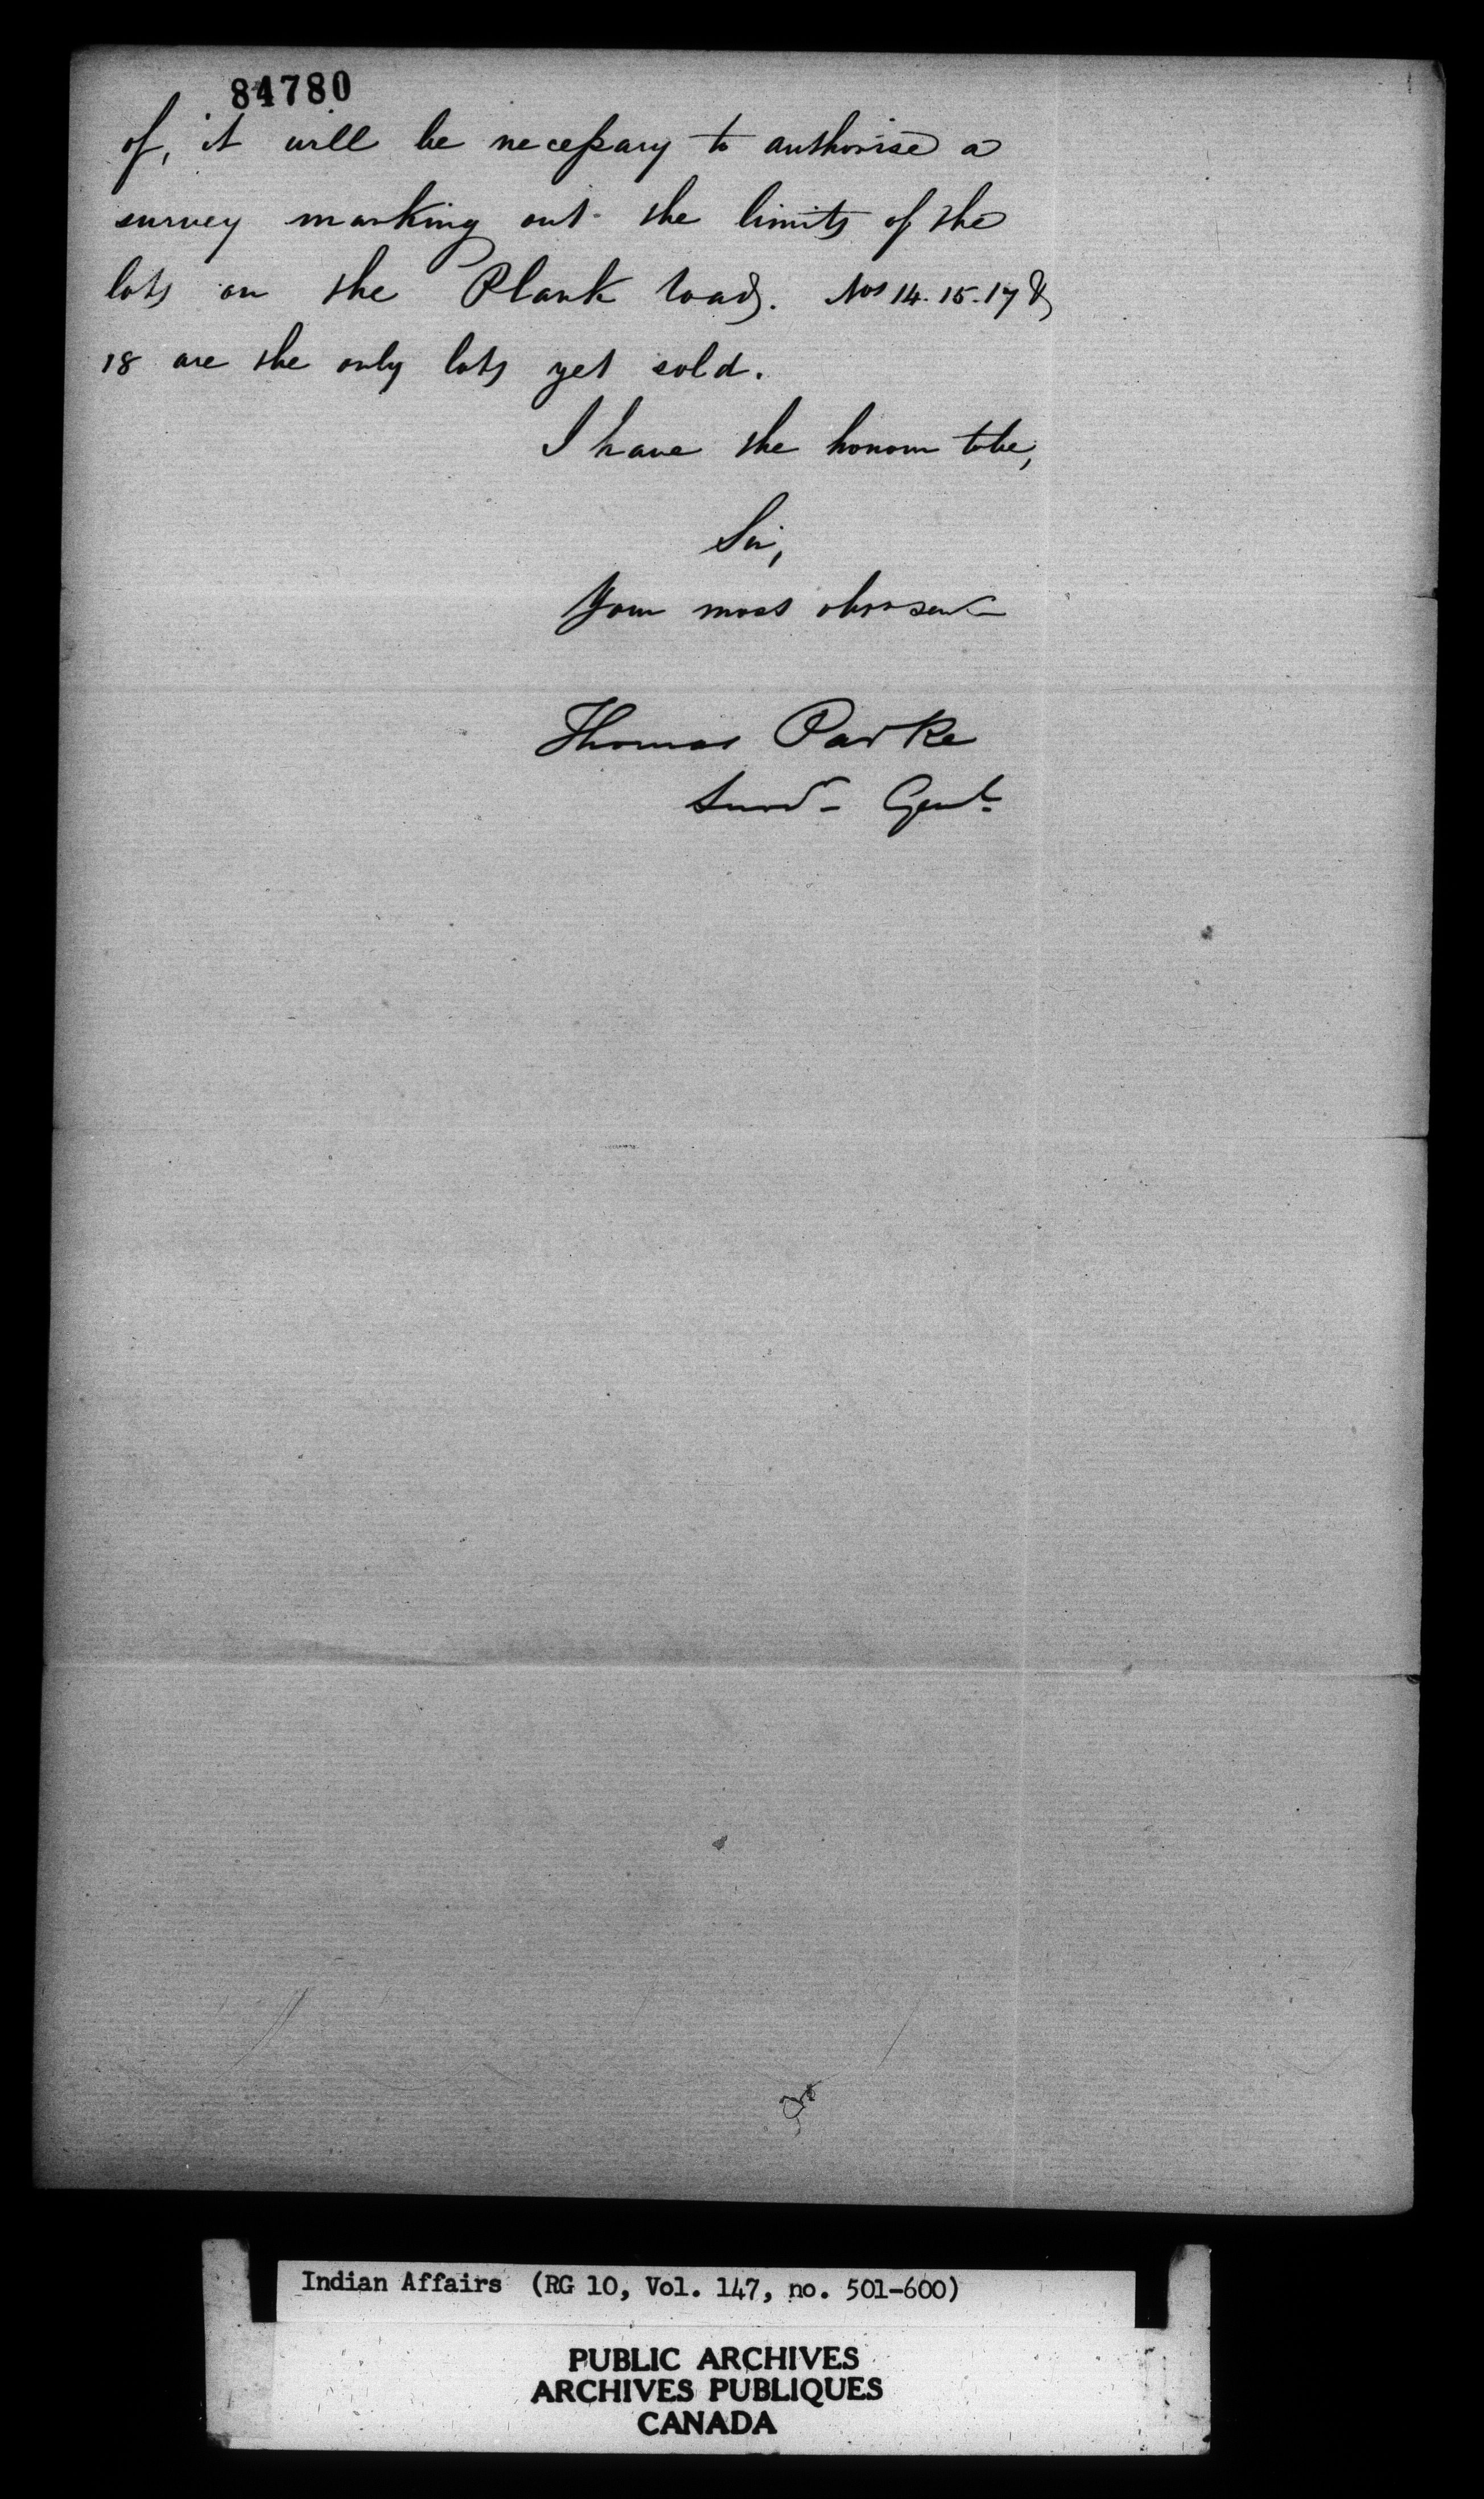 84780
of, it will be necessary to authorise a
survey marking out the limits of the
lots on the Plank road. Nos 14. 15. 17 &
18 are the only lots yet sold.
I have the honour to be,
Sir,
Your most obt sert
Thomas Parke
Survr Genl.
Indian Affairs (RG 10, Vol. 147, no. 501-600)
PUBLIC ARCHIVES
ARCHIVES PUBLIQUES
CANADA